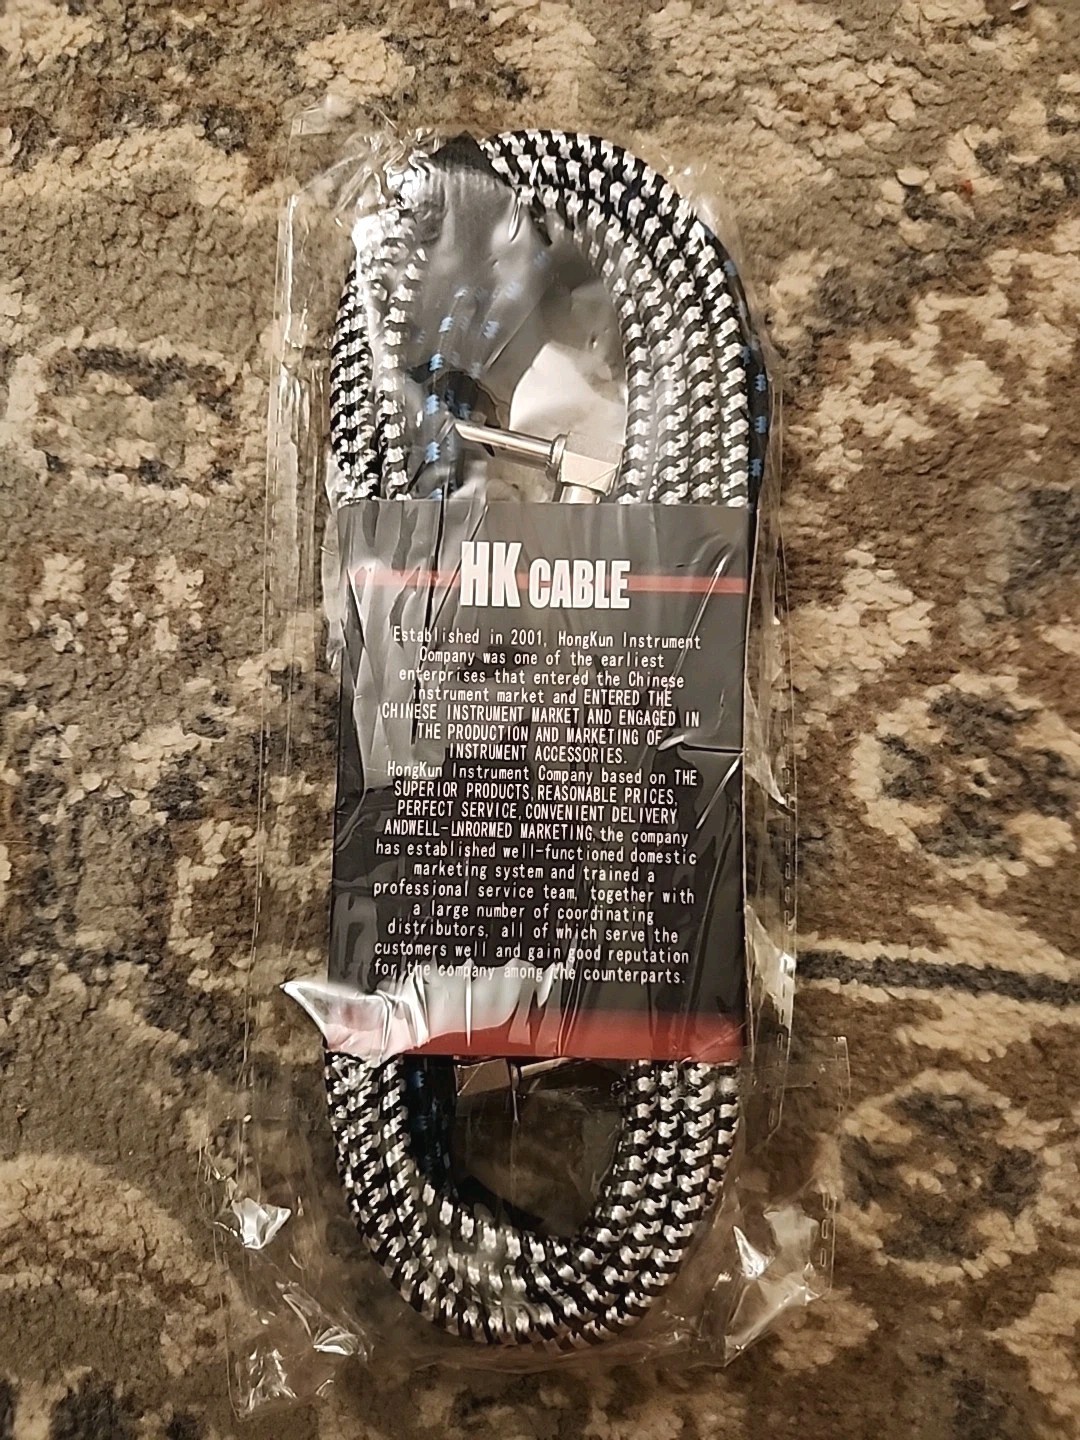 HK CABLE
Established in 2001, HongKun Instrument
Company was one of the earliest
enterprises that entered the Chinese
instrument market and ENTERED THE
CHINESE INSTRUMENT MARKET AND ENGAGED IN
THE PRODUCTION AND MARKETING OF
INSTRUMENT ACCESSORIES.
HongKun Instrument Company based on THE
SUPERIOR PRODUCTS,REASONABLE PRICES,
PERFECT SERVICE,CONVENIENT DELIVERY
ANDWELL-LNRORMED MARKETING,the company
has established well-functioned domestic
marketing system and trained a
professional service team, together with
a large number of coordinating
distributors, all of which serve the
customers well and gain good reputation
for the company among the counterparts.